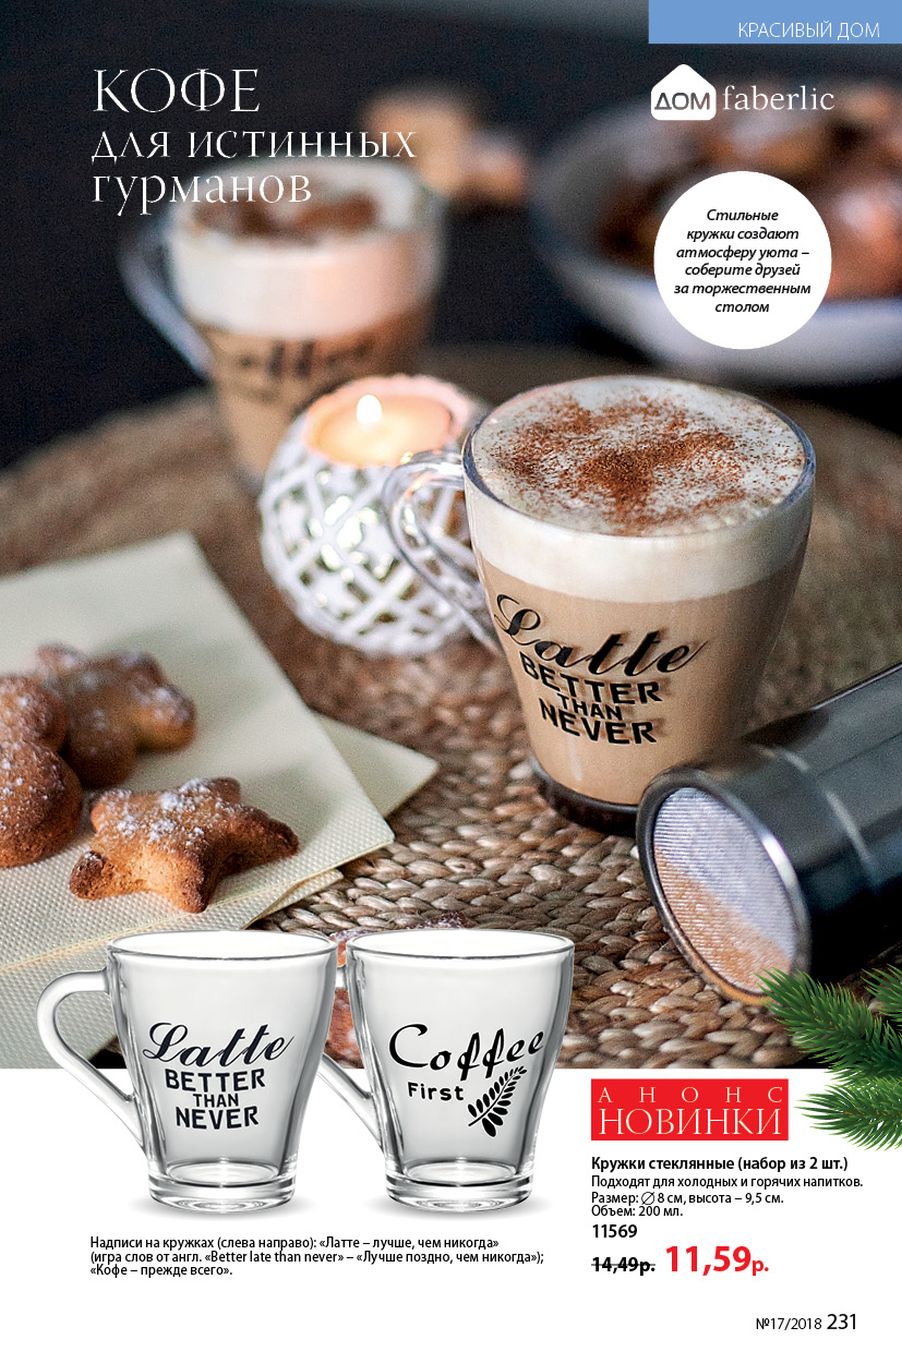 КРАСИВЫЙ ДОМ
КОФЕ
ДЛЯ ИСТИННЫХ
ГУРМАНОВ
ДОМ faberlic
Стильные
кружки создают
атмосферу уюта –
соберите друзей
за торжественным
столом
Coffee
Latte
BETTER
THAN
NEVER
Latte
BETTER
THAN
NEVER
Coffee
First
АНОНС
НОВИНКИ
Кружки стеклянные (набор из 2 шт.)
Подходят для холодных и горячих напитков.
Размер: ∅ 8 см, высота – 9,5 см.
Объем: 200 мл.
11569
14,49р. 11,59р.
Надписи на кружках (слева направо): «Латте – лучше, чем никогда»
(игра слов от англ. «Better late than never» – «Лучше поздно, чем никогда»);
«Кофе – прежде всего».
№17/2018 231